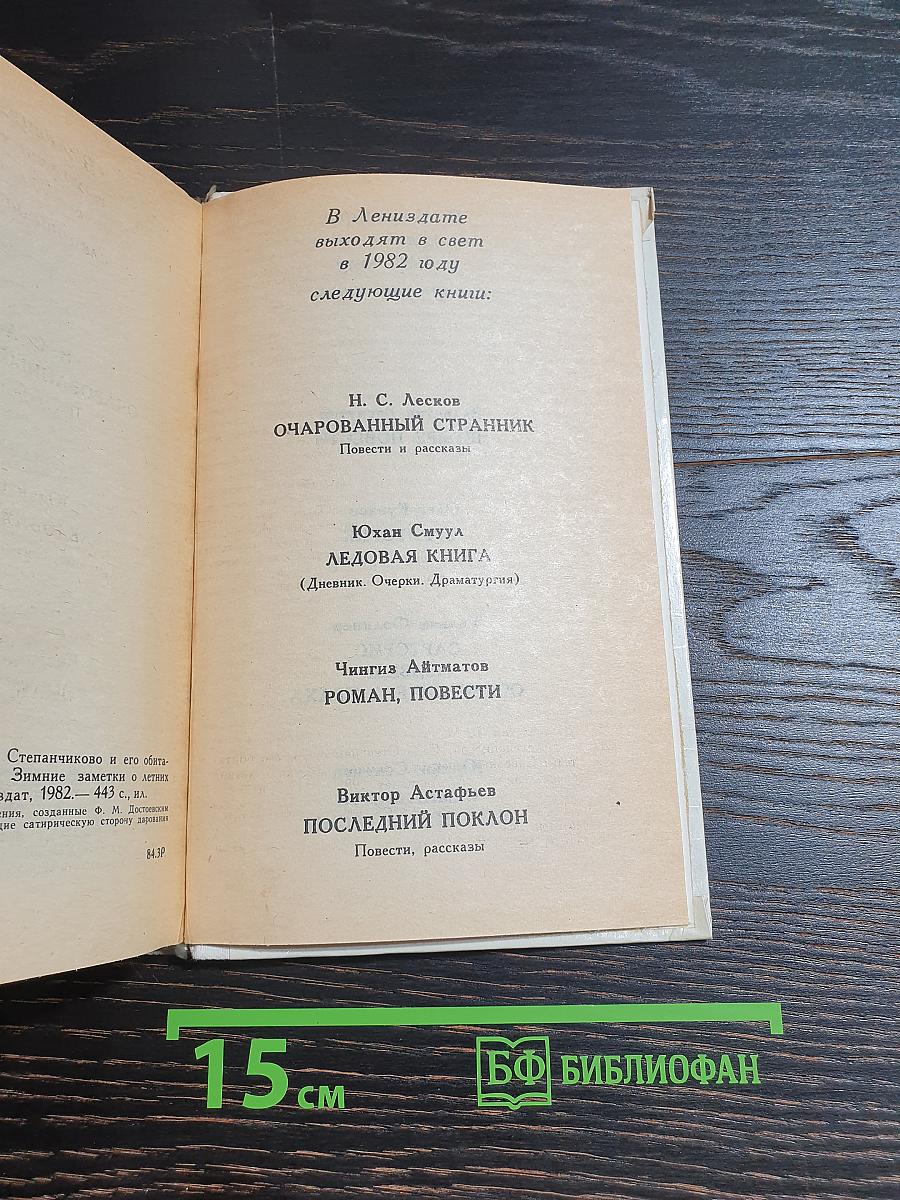 Степанчиково и его обита-
Зимние заметки о летних
здат, 1982.— 443 с., ил.
ения, созданные Ф. М. Достоевским
щие сатирическую сторону дарования
84.3Р
В Лениздате
выходят в свет
в 1982 году
следующие книги:
Н. С. Лесков
ОЧАРОВАННЫЙ СТРАННИК
Повести и рассказы
Юхан Смуул
ЛЕДОВАЯ КНИГА
(Дневник. Очерки. Драматургия)
Чингиз Айтматов
РОМАН, ПОВЕСТИ
Виктор Астафьев
ПОСЛЕДНИЙ ПОКЛОН
Повести, рассказы
15 см
БФ БИБЛИОФАН